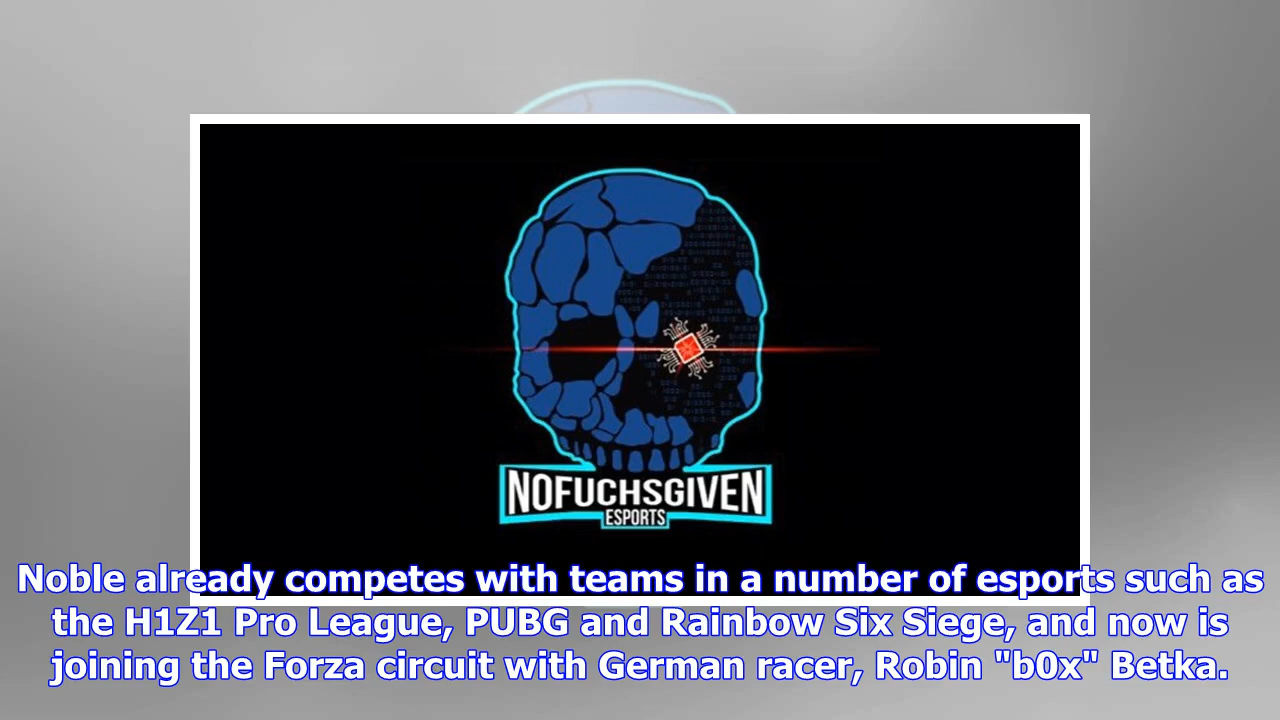 NOFUCHSGIVEN
ESPORTS
Noble already competes with teams in a number of esports such as
the H1Z1 Pro League, PUBG and Rainbow Six Siege, and now is
joining the Forza circuit with German racer, Robin "b0x" Betka.